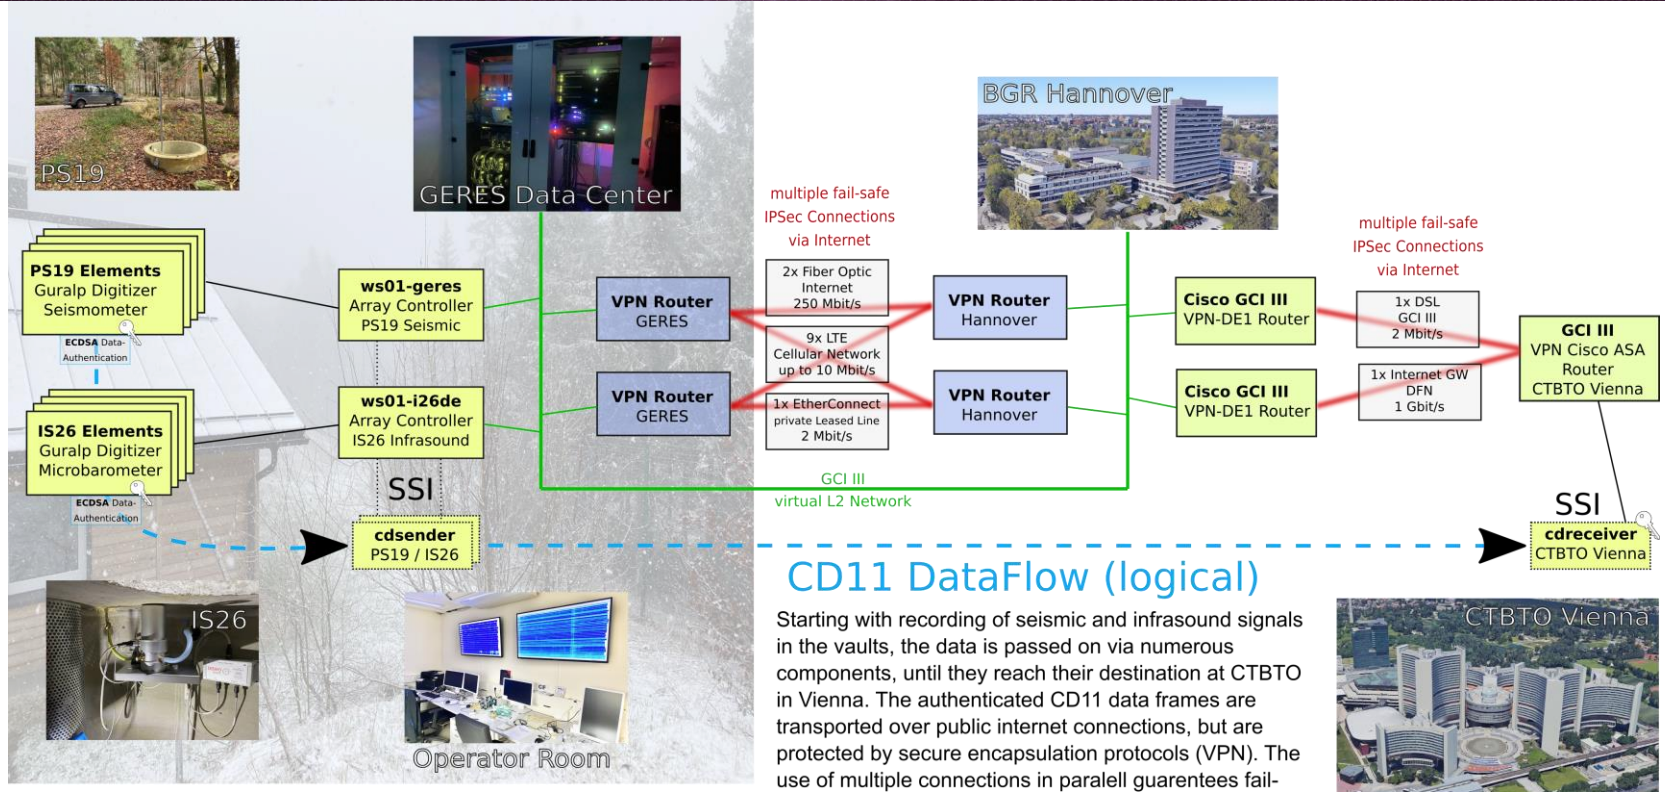 PS19
GERES Data Center
BGR Hannover
multiple fail-safe
IPSec Connections
via Internet
multiple fail-safe
IPSec Connections
via Internet
PS19 Elements
Guralp Digitizer
Seismometer
ECDSA Data-
Authentication
ws01-geres
Array Controller
PS19 Seismic
VPN Router
GERES
2x Fiber Optic
Internet
250 Mbit/s
9x LTE
Cellular Network
up to 10 Mbit/s
1x EtherConnect
private Leased Line
2 Mbit/s
VPN Router
Hannover
Cisco GCI III
VPN-DE1 Router
1x DSL
GCI III
2 Mbit/s
GCI III
VPN Cisco ASA
Router
CTBTO Vienna
IS26 Elements
Guralp Digitizer
Microbarometer
ECDSA Data-
Authentication
ws01-i26de
Array Controller
IS26 Infrasound
VPN Router
GERES
VPN Router
Hannover
Cisco GCI III
VPN-DE1 Router
1x Internet GW
DFN
1 Gbit/s
GCI III
virtual L2 Network
SSI
cdsender
PS19 / IS26
SSI
cdreceiver
CTBTO Vienna
IS26
Operator Room
CD11 DataFlow (logical)
Starting with recording of seismic and infrasound signals
in the vaults, the data is passed on via numerous
components, until they reach their destination at CTBTO
in Vienna. The authenticated CD11 data frames are
transported over public internet connections, but are
protected by secure encapsulation protocols (VPN). The
use of multiple connections in paralell guarentees fail-
CTBTO Vienna